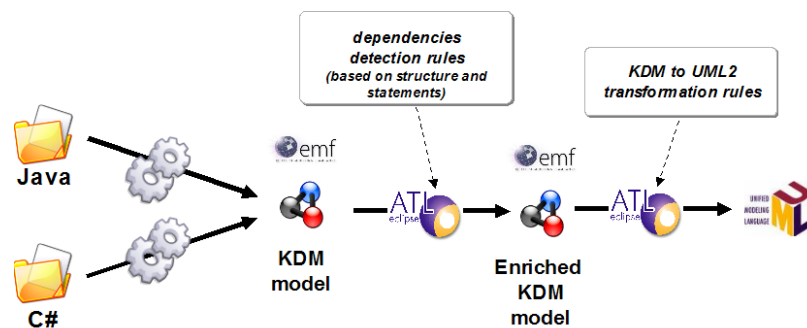 dependencies
detection rules
(based on structure and
statements)
KDM to UML2
transformation rules
Java
C#
emf
KDM
model
ATL
eclipse
emf
Enriched
KDM
model
ATL
eclipse
UNIFIED
MODELING
LANGUAGE
UML